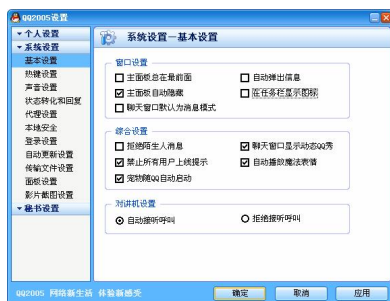 QQ2005设置
个人设置
系统设置
基本设置
热键设置
声音设置
状态转化和回复
代理设置
本地安全
登录设置
自动更新设置
传输文件设置
面板设置
影片截图设置
秘书设置
系统设置—基本设置
窗口设置
主面板总在最前面
自动弹出信息
主面板自动隐藏
在任务栏显示图标
聊天窗口默认为消息模式
综合设置
拒绝陌生人消息
聊天窗口显示动态QQ秀
禁止所有用户上线提示
自动播放魔法表情
宠物随QQ自动启动
对讲机设置
自动接听呼叫
拒绝接听呼叫
QQ2005 网络新生活 体验新感受
确定
取消
应用